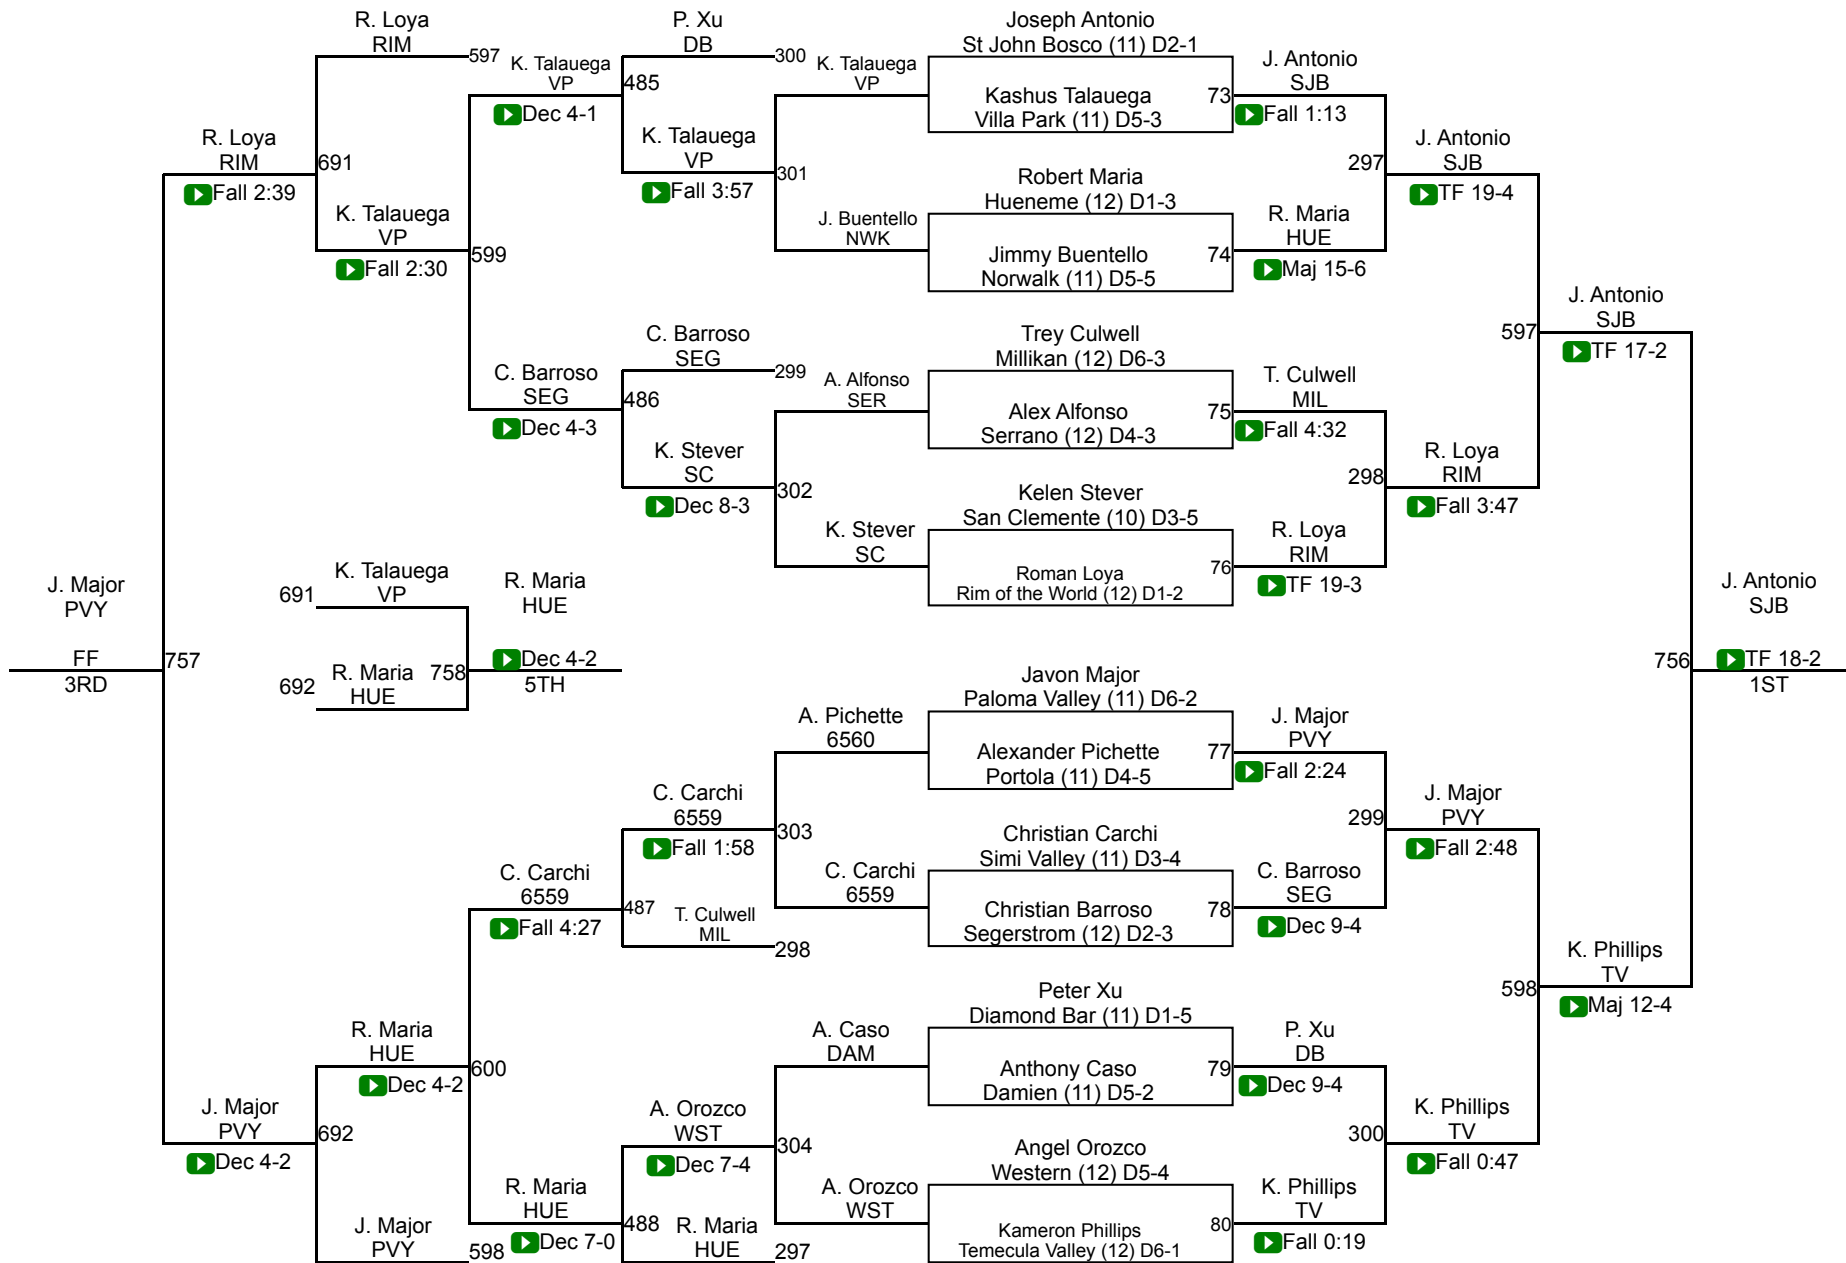 R. Loya
RIM
597
P. Xu
DB
300
Joseph Antonio
St John Bosco (11) D2-1
K. Talauega
VP
485
Dec 4-1
K. Talauega
VP
Kashus Talauega
Villa Park (11) D5-3
73
J. Antonio
SJB
Fall 1:13
R. Loya
RIM
691
Fall 2:39
K. Talauega
VP
301
Fall 3:57
297
J. Antonio
SJB
TF 19-4
Robert Maria
Hueneme (12) D1-3
K. Talauega
VP
599
Fall 2:30
J. Buentello
NWK
Jimmy Buentello
Norwalk (11) D5-5
74
R. Maria
HUE
Maj 15-6
597
J. Antonio
SJB
TF 17-2
C. Barroso
SEG
299
Trey Culwell
Millikan (12) D6-3
C. Barroso
SEG
486
Dec 4-3
A. Alfonso
SER
Alex Alfonso
Serrano (12) D4-3
75
T. Culwell
MIL
Fall 4:32
K. Stever
SC
302
Dec 8-3
298
R. Loya
RIM
Fall 3:47
Kelen Stever
San Clemente (10) D3-5
K. Stever
SC
Roman Loya
Rim of the World (12) D1-2
76
R. Loya
RIM
TF 19-3
J. Major
PVY
FF
3RD
757
691
K. Talauega
VP
692
R. Maria
HUE
758
R. Maria
HUE
Dec 4-2
5TH
756
J. Antonio
SJB
TF 18-2
1ST
Javon Major
Paloma Valley (11) D6-2
A. Pichette
6560
Alexander Pichette
Portola (11) D4-5
77
J. Major
PVY
Fall 2:24
C. Carchi
6559
303
Fall 1:58
299
J. Major
PVY
Fall 2:48
Christian Carchi
Simi Valley (11) D3-4
C. Carchi
6559
487
Fall 4:27
C. Carchi
6559
Christian Barroso
Segerstrom (12) D2-3
78
C. Barroso
SEG
Dec 9-4
T. Culwell
MIL
298
598
K. Phillips
TV
Maj 12-4
Peter Xu
Diamond Bar (11) D1-5
R. Maria
HUE
600
Dec 4-2
A. Caso
DAM
Anthony Caso
Damien (11) D5-2
79
P. Xu
DB
Dec 9-4
J. Major
PVY
692
Dec 4-2
A. Orozco
WST
304
Dec 7-4
300
K. Phillips
TV
Fall 0:47
Angel Orozco
Western (12) D5-4
R. Maria
HUE
488
Dec 7-0
A. Orozco
WST
Kameron Phillips
Temecula Valley (12) D6-1
80
K. Phillips
TV
Fall 0:19
J. Major
PVY
598
R. Maria
HUE
297